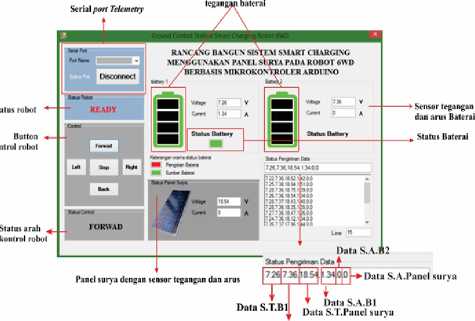 tegangan baterai
Serial port Telemetry
Ground Control Station Smart Charging Robot 6WD
Serial Port
Port Name
Status Port
Disconnect
RANCANG BANGUN SISTEM SMART CHARGING
MENGGUNAKAN PANEL SURYA PADA ROBOT 6WD
BERBASIS MIKROKONTROLER ARDUINO
Battery 1
Battery 2
Status Robot
READY
atus robot
Voltage 7.26 V
Current 1.34 A
Status Battery
Voltage 7.36 V
Current 0 A
Status Battery
Sensor tegangan
dan arus Baterai
Status Baterai
Button
ntrol robot
Control
Forward
Left
Stop
Right
Back
Keterangan warna status baterai
Pengisian Baterai
Sumber Baterai
Status Panel Surya
Voltage 18.54 V
Current 0 A
Status Pengiriman Data
7.26,7.36,18.54,1.34,0,0
Line 15
Status arah
kontrol robot
Status Control
FORWAD
Panel surya dengan sensor tegangan dan arus
Data S.A.B2
Status Pengiriman Data
7.26 7.36 18.54 1.34 0.0
Data S.A.Panel surya
Data S.A.B1
Data S.T.B1
Data S.T.Panel surya